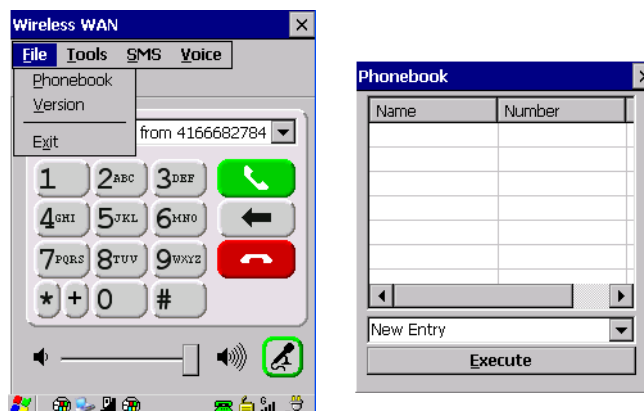 Wireless WAN
File Tools SMS Voice
Phonebook
Version
Exit
from 4166682784
1 2ABC 3DEF
4GHI 5JKL 6MNO
7PQRS 8TUV 9WXYZ
* + 0 #
Phonebook
Name Number
New Entry
Execute